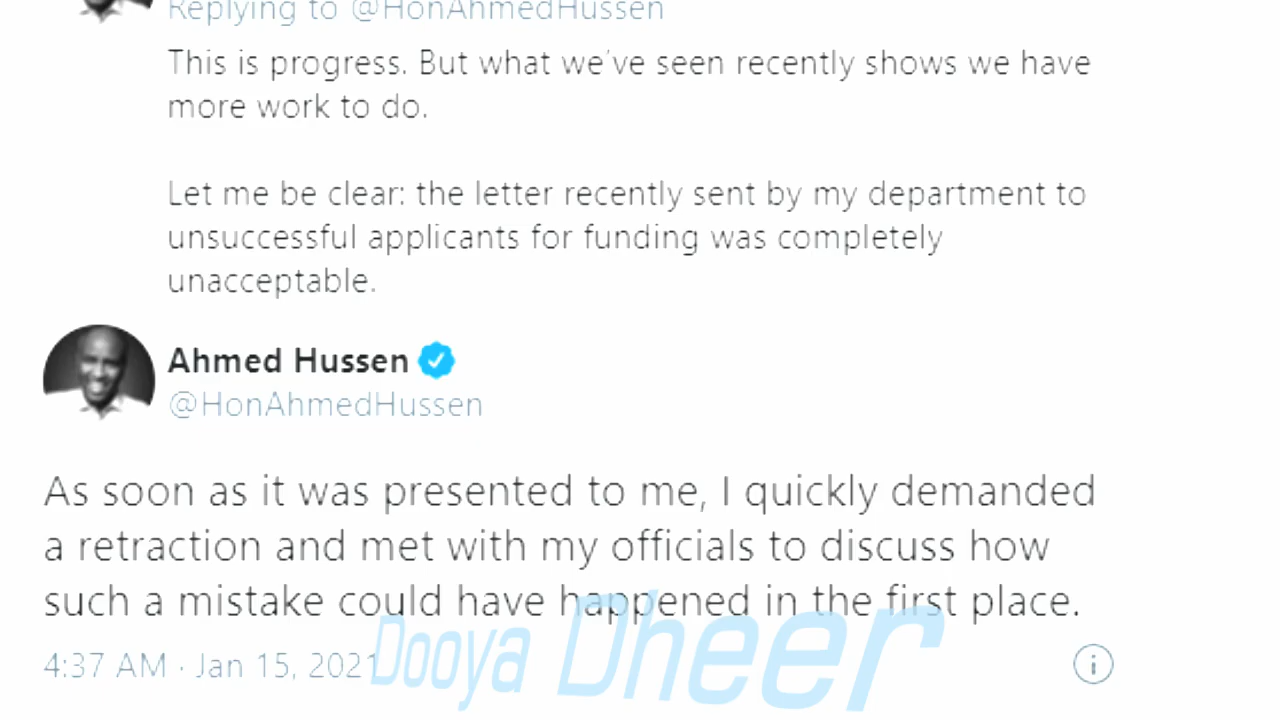 Replying to @HonAhmedHussen
This is progress. But what we've seen recently shows we have
more work to do.
Let me be clear: the letter recently sent by my department to
unsuccessful applicants for funding was completely
unacceptable.
Ahmed Hussen
@HonAhmedHussen
As soon as it was presented to me, I quickly demanded
a retraction and met with my officials to discuss how
such a mistake could have happened in the first place.
4:37 AM · Jan 15, 2021
Dooya Dheer